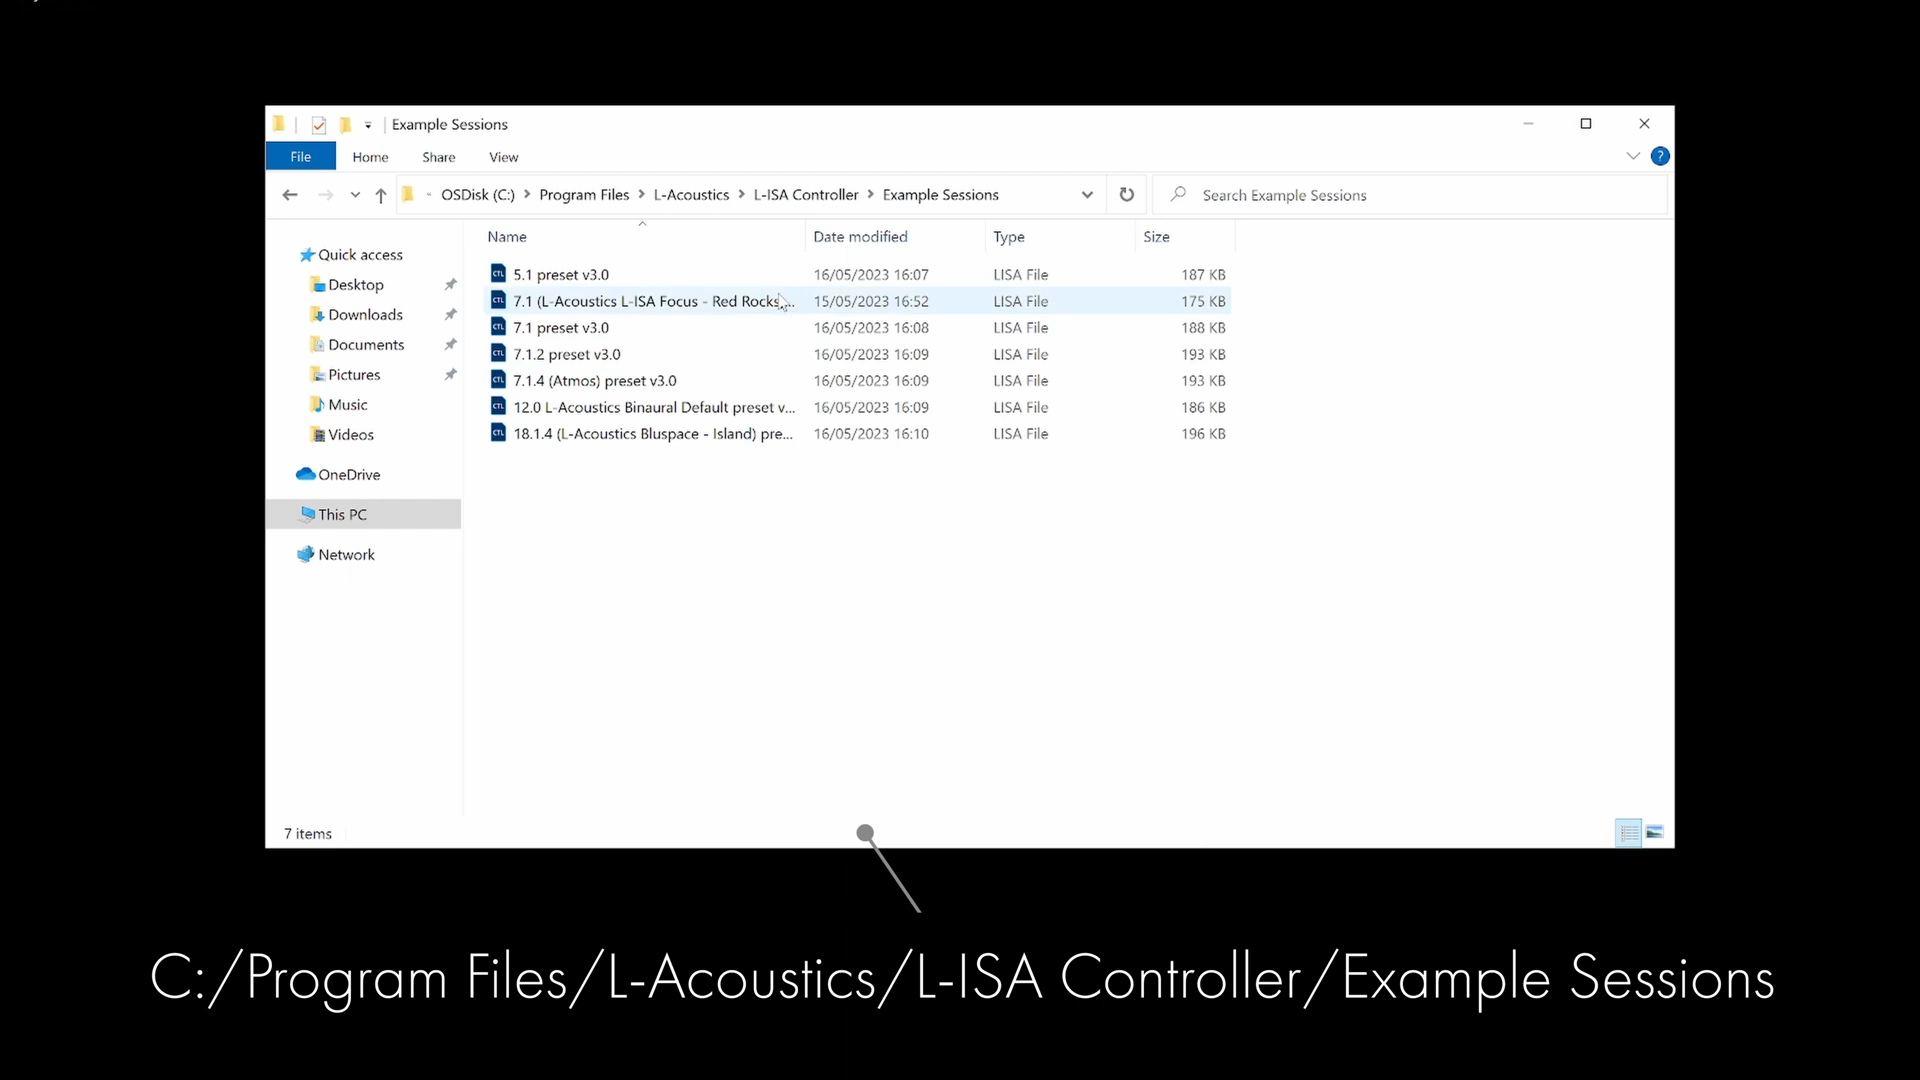 Example Sessions
File Home Share View
OSDisk (C:) Program Files L-Acoustics L-ISA Controller Example Sessions Search Example Sessions
Name Date modified Type Size
Quick access
Desktop
Downloads
Documents
Pictures
Music
Videos
OneDrive
This PC
Network
5.1 preset v3.0 16/05/2023 16:07 LISA File 187 KB
7.1 (L-Acoustics L-ISA Focus - Red Rocks... 15/05/2023 16:52 LISA File 175 KB
7.1 preset v3.0 16/05/2023 16:08 LISA File 188 KB
7.1.2 preset v3.0 16/05/2023 16:09 LISA File 193 KB
7.1.4 (Atmos) preset v3.0 16/05/2023 16:09 LISA File 193 KB
12.0 L-Acoustics Binaural Default preset v... 16/05/2023 16:09 LISA File 186 KB
18.1.4 (L-Acoustics Bluspace - Island) pre... 16/05/2023 16:10 LISA File 196 KB
7 items
C:/Program Files/L-Acoustics/L-ISA Controller/Example Sessions